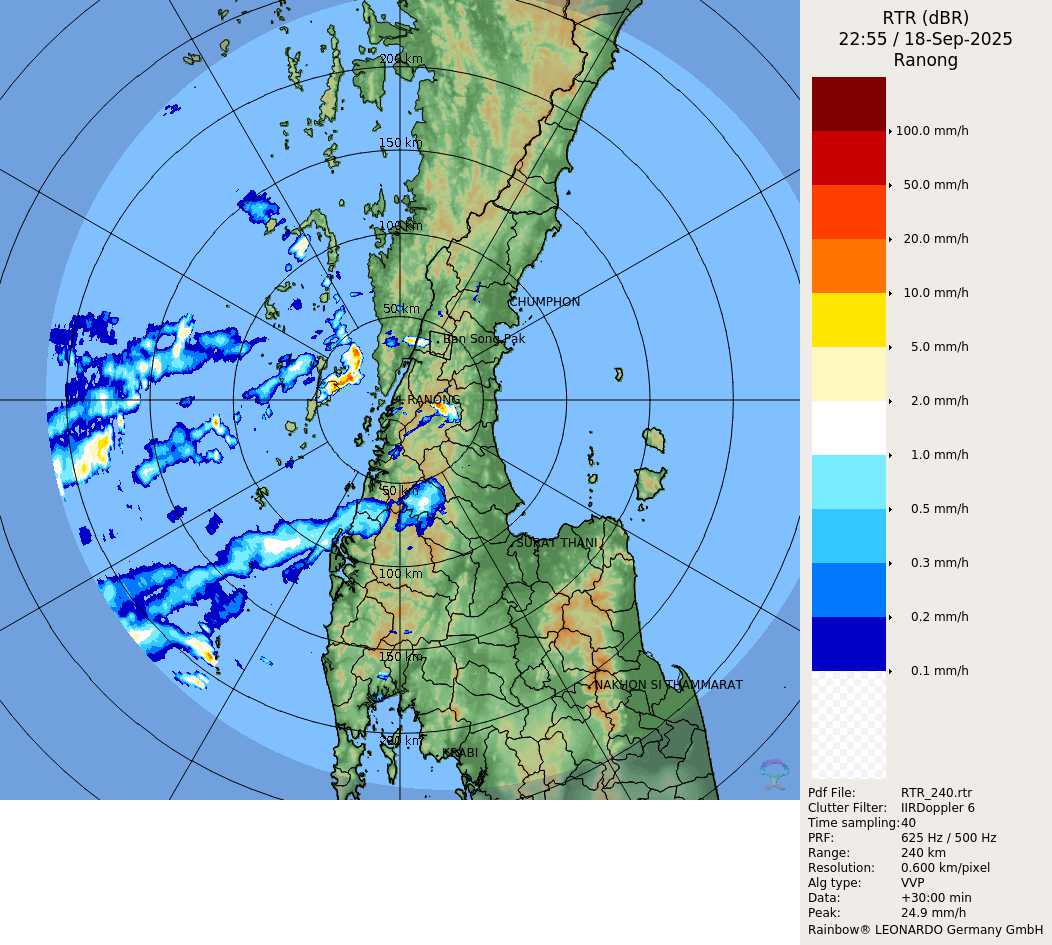 RTR (dBR)
22:55 / 18-Sep-2025
Ranong
200 km
150 km
100 km
50 km
CHUMPHON
Ban Song Pak
RANONG
50 km
SURAT THANI
100 km
150 km
NAKHON SI THAMMARAT
200 km
KRABI
100.0 mm/h
50.0 mm/h
20.0 mm/h
10.0 mm/h
5.0 mm/h
2.0 mm/h
1.0 mm/h
0.5 mm/h
0.3 mm/h
0.2 mm/h
0.1 mm/h
Pdf File: RTR_240.rtr
Clutter Filter: IIRDoppler 6
Time sampling: 40
PRF: 625 Hz / 500 Hz
Range: 240 km
Resolution: 0.600 km/pixel
Alg type: VVP
Data: +30:00 min
Peak: 24.9 mm/h
Rainbow® LEONARDO Germany GmbH